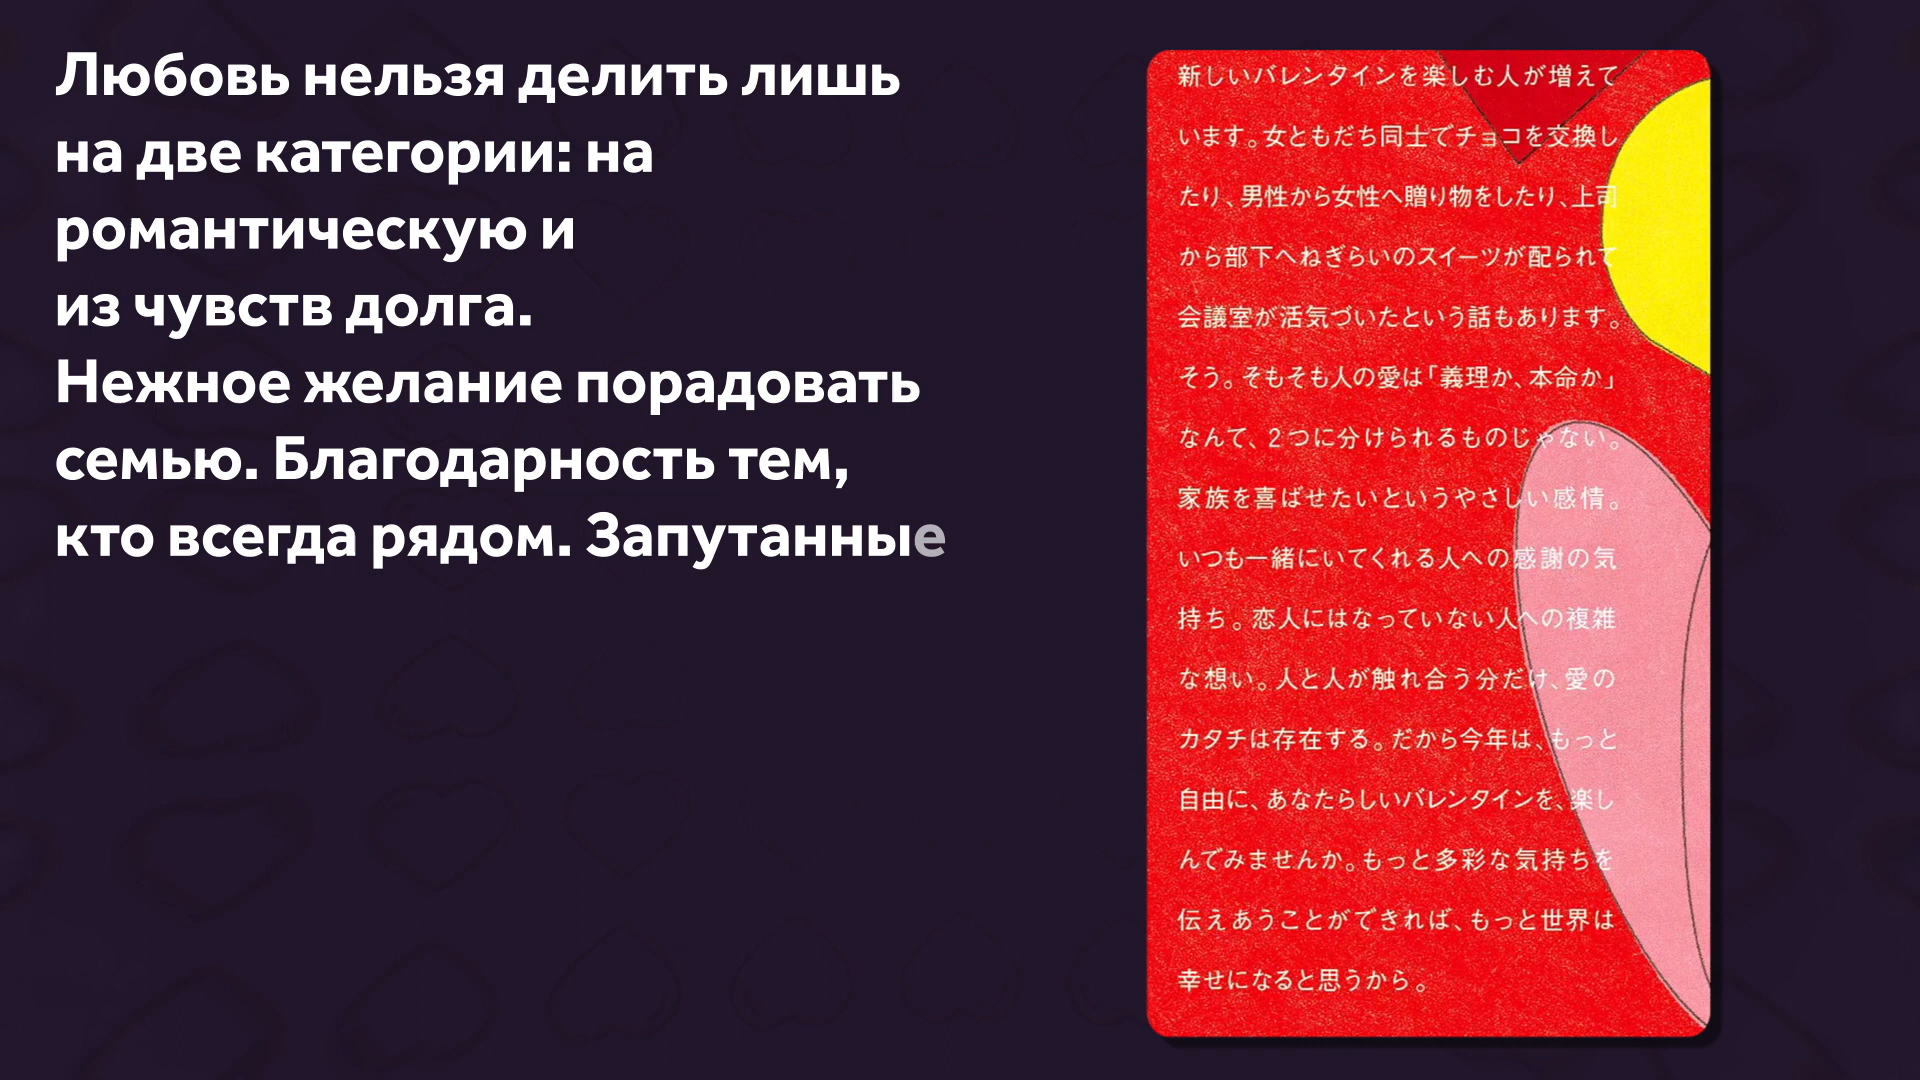 Любовь нельзя делить лишь
на две категории: на
романтическую и
из чувств долга.
Нежное желание порадовать
семью. Благодарность тем,
кто всегда рядом. Запутанные
新しいバレンタインを楽しむ人が増えて
います。女ともだち同士でチョコを交換し
たり、男性から女性へ贈り物をしたり、上司
から部下へねぎらいのスイーツが配られて
会議室が活気づいたという話もあります。
そう。そもそも人の愛は「義理か、本命か」
なんて、2つに分けられるものじゃない。
家族を喜ばせたいというやさしい感情。
いつも一緒にいてくれる人への感謝の気
持ち。恋人にはなっていない人への複雑
な想い。人と人が触れ合う分だけ、愛の
カタチは存在する。だから今年は、もっと
自由に、あなたらしいバレンタインを、楽し
んでみませんか。もっと多彩な気持ちを
伝えあうことができれば、もっと世界は
幸せになると思うから。